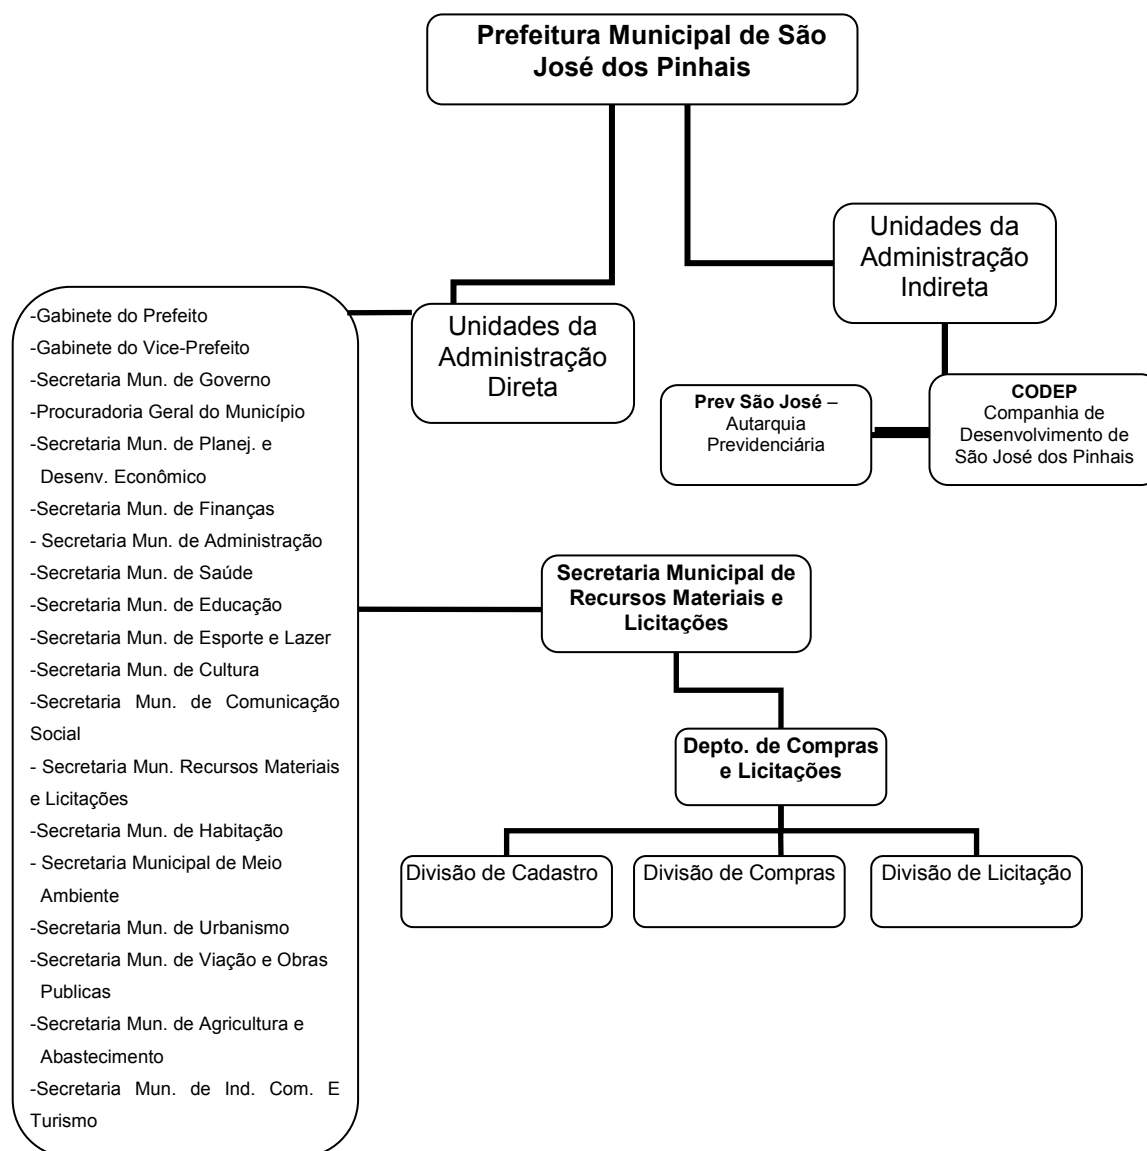 Prefeitura Municipal de São
José dos Pinhais
Unidades da
Administração
Indireta
Unidades da
Administração
Direta
Prev São José –
Autarquia
Previdenciária
CODEP
Companhia de
Desenvolvimento de
São José dos Pinhais
-Gabinete do Prefeito
-Gabinete do Vice-Prefeito
-Secretaria Mun. de Governo
-Procuradoria Geral do Município
-Secretaria Mun. de Planej. e
Desenv. Econômico
-Secretaria Mun. de Finanças
- Secretaria Mun. de Administração
-Secretaria Mun. de Saúde
-Secretaria Mun. de Educação
-Secretaria Mun. de Esporte e Lazer
-Secretaria Mun. de Cultura
-Secretaria Mun. de Comunicação
Social
- Secretaria Mun. Recursos Materiais
e Licitações
-Secretaria Mun. de Habitação
- Secretaria Municipal de Meio
Ambiente
-Secretaria Mun. de Urbanismo
-Secretaria Mun. de Viação e Obras
Publicas
-Secretaria Mun. de Agricultura e
Abastecimento
-Secretaria Mun. de Ind. Com. E
Turismo
Secretaria Municipal de
Recursos Materiais e
Licitações
Depto. de Compras
e Licitações
Divisão de Cadastro
Divisão de Compras
Divisão de Licitação